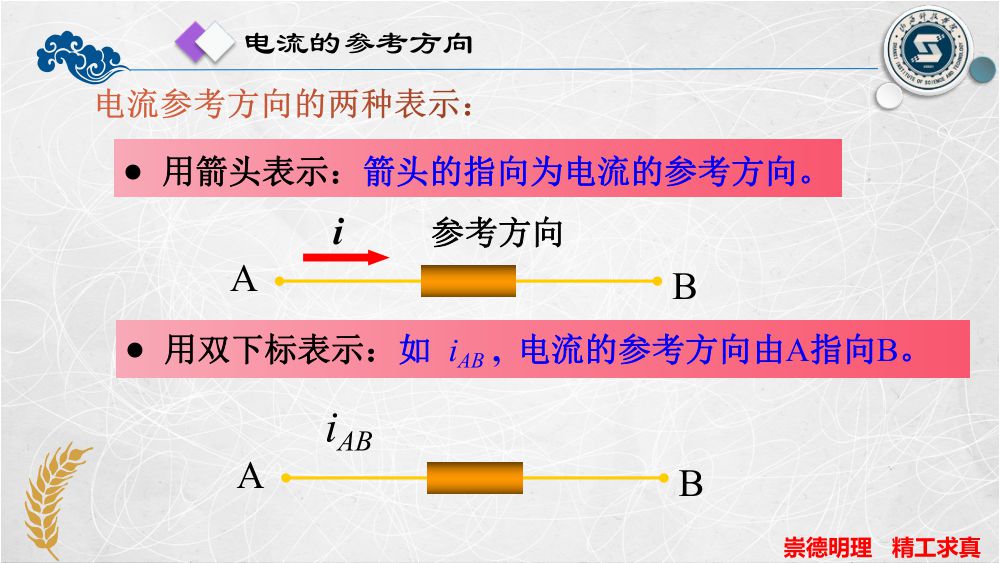 电流的参考方向
电流参考方向的两种表示：
● 用箭头表示：箭头的指向为电流的参考方向。
i 参考方向
A B
● 用双下标表示：如 iAB , 电流的参考方向由A指向B。
iAB
A B
崇德明理 精工求真